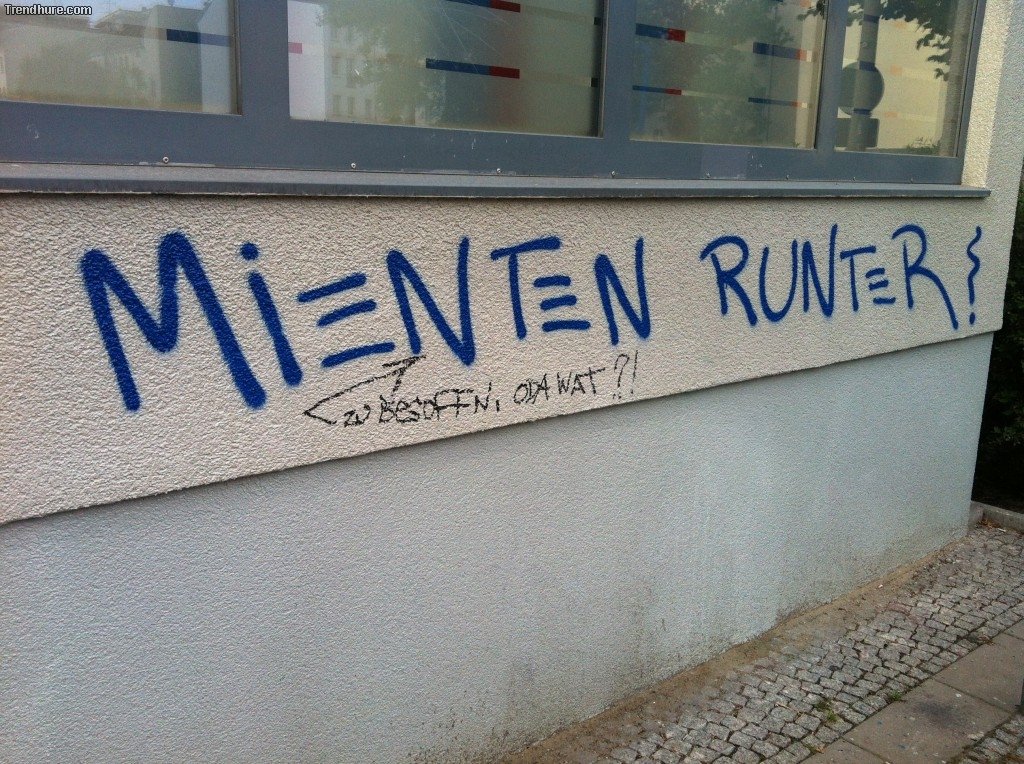 Trendhure.com
MiENTEN RUNTER!
ZU BESOFFN, ODA WAT?!